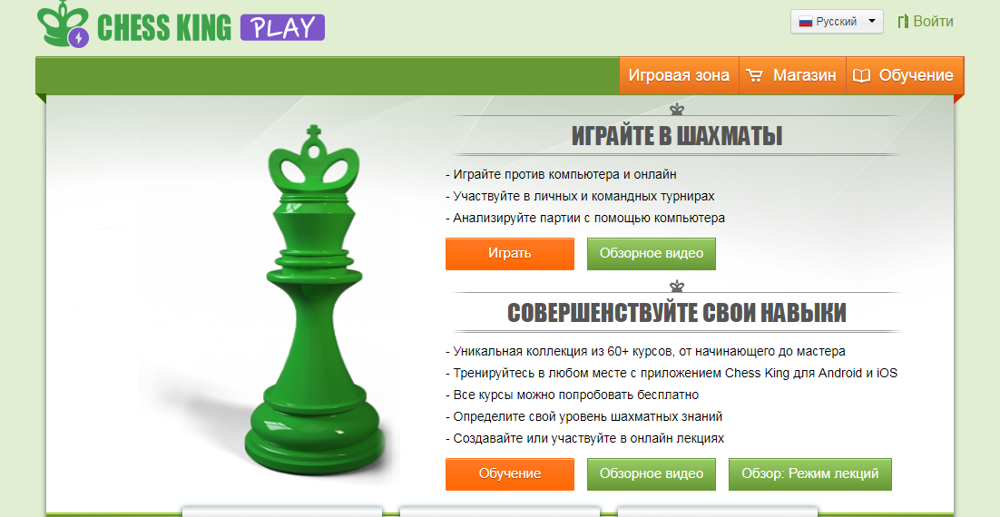 CHESS KING PLAY
Русский
Войти
Игровая зона
Магазин
Обучение
ИГРАЙТЕ В ШАХМАТЫ
- Играйте против компьютера и онлайн
- Участвуйте в личных и командных турнирах
- Анализируйте партии с помощью компьютера
Играть
Обзорное видео
СОВЕРШЕНСТВУЙТЕ СВОИ НАВЫКИ
- Уникальная коллекция из 60+ курсов, от начинающего до мастера
- Тренируйтесь в любом месте с приложением Chess King для Android и iOS
- Все курсы можно попробовать бесплатно
- Определите свой уровень шахматных знаний
- Создавайте или участвуйте в онлайн лекциях
Обучение
Обзорное видео
Обзор: Режим лекций